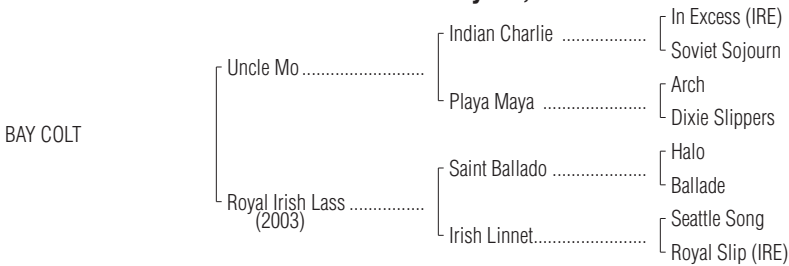 In Excess (IRE)
Indian Charlie ....................
Soviet Sojourn
Uncle Mo .............................
Arch
Playa Maya .........................
Dixie Slippers
BAY COLT
Halo
Saint Ballado ......................
Ballade
Royal Irish Lass ..................
(2003)
Seattle Song
Irish Linnet...........................
Royal Slip (IRE)